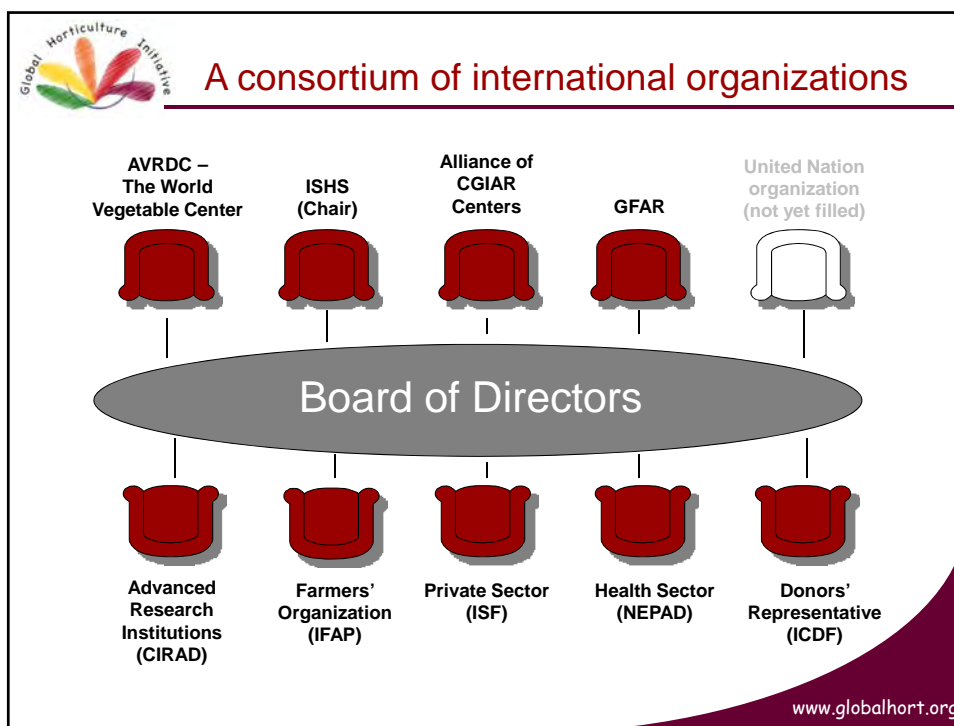 Global Horticulture Initiative
A consortium of international organizations
AVRDC –
The World
Vegetable Center
ISHS
(Chair)
Alliance of
CGIAR
Centers
GFAR
United Nation
organization
(not yet filled)
Board of Directors
Advanced
Research
Institutions
(CIRAD)
Farmers’
Organization
(IFAP)
Private Sector
(ISF)
Health Sector
(NEPAD)
Donors’
Representative
(ICDF)
www.globalhort.org